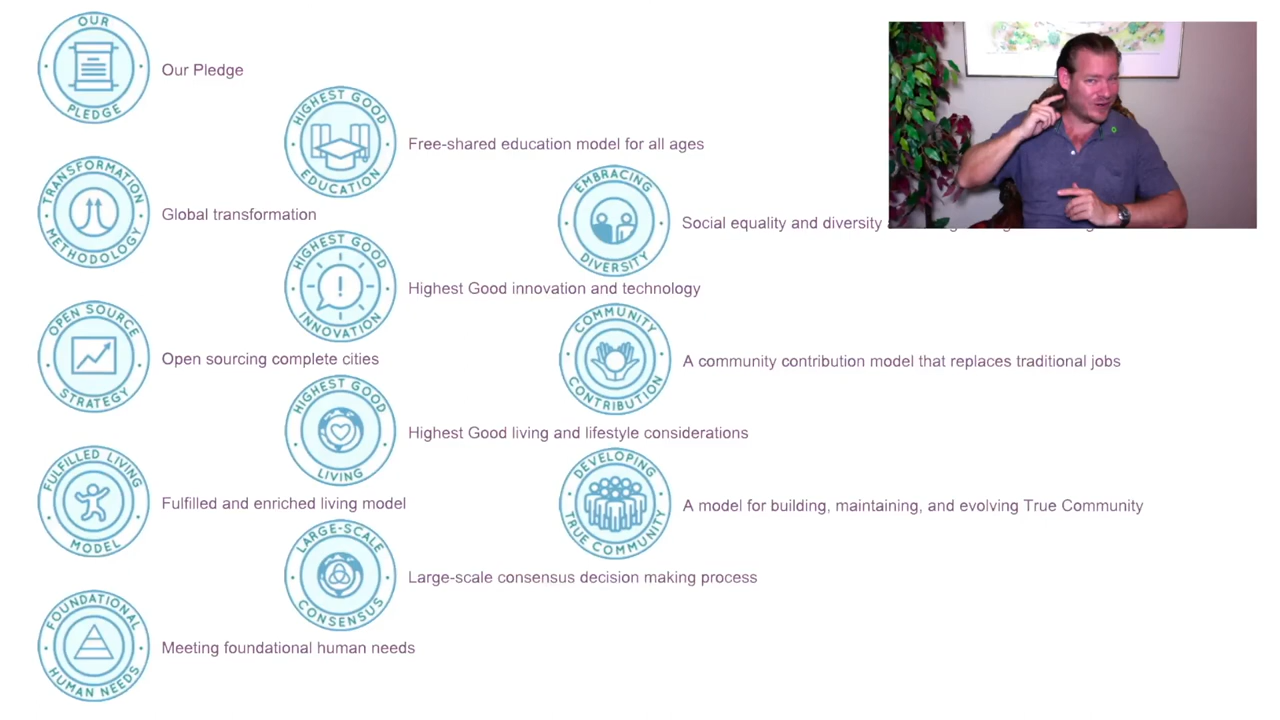 OUR PLEDGE
Our Pledge
HIGHEST GOOD EDUCATION
Free-shared education model for all ages
TRANSFORMATION METHODOLOGY
Global transformation
EMBRACING DIVERSITY
Social equality and diversity
HIGHEST GOOD INNOVATION
Highest Good innovation and technology
OPEN SOURCE STRATEGY
Open sourcing complete cities
COMMUNITY CONTRIBUTION
A community contribution model that replaces traditional jobs
HIGHEST GOOD LIVING
Highest Good living and lifestyle considerations
FULFILLED LIVING MODEL
Fulfilled and enriched living model
DEVELOPING TRUE COMMUNITY
A model for building, maintaining, and evolving True Community
LARGE-SCALE CONSENSUS
Large-scale consensus decision making process
FOUNDATIONAL HUMAN NEEDS
Meeting foundational human needs